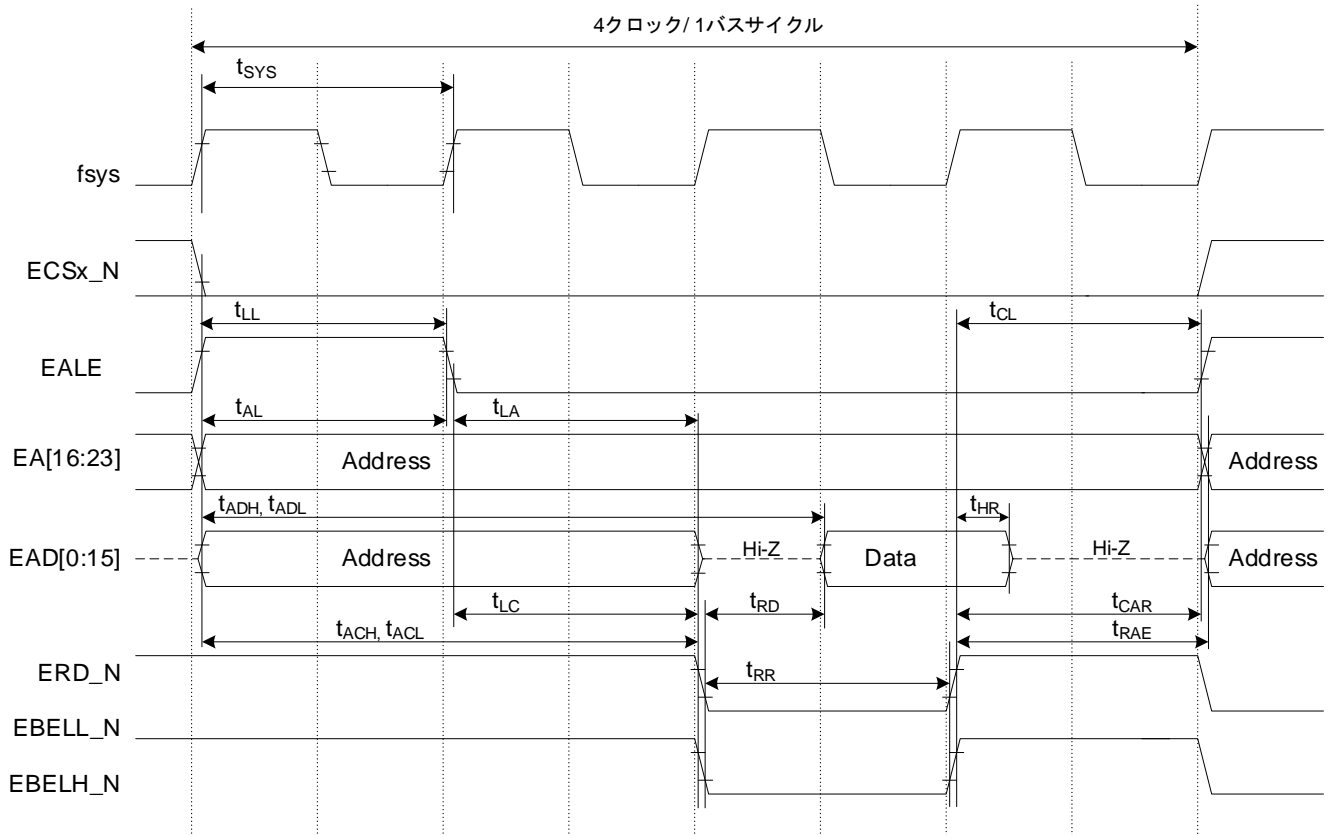 4クロック/ 1バスサイクル
tSYS
fsys
ECSx_N
tLL
tCL
EALE
tAL
tLA
EA[16:23]
Address
Address
tADH, tADL
tHR
EAD[0:15]
Address
Hi-Z
Data
Hi-Z
Address
tLC
tRD
tCAR
tACH, tACL
tRAE
ERD_N
tRR
EBELL_N
EBELH_N